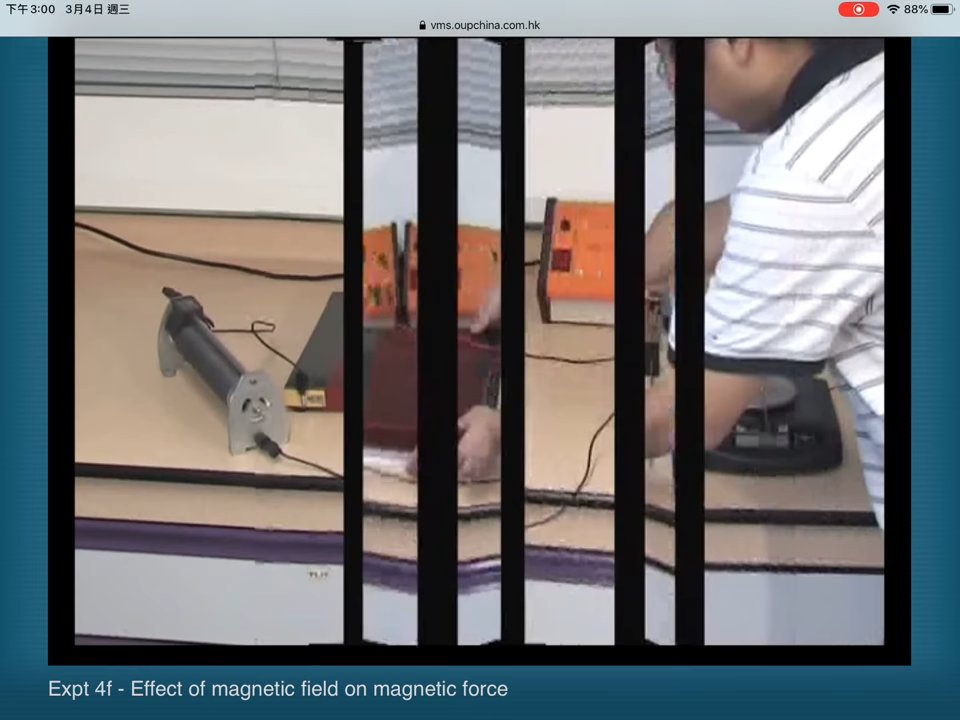 下午3:00 3月4日 週三
88%
vms.oupchina.com.hk
Expt 4f - Effect of magnetic field on magnetic force